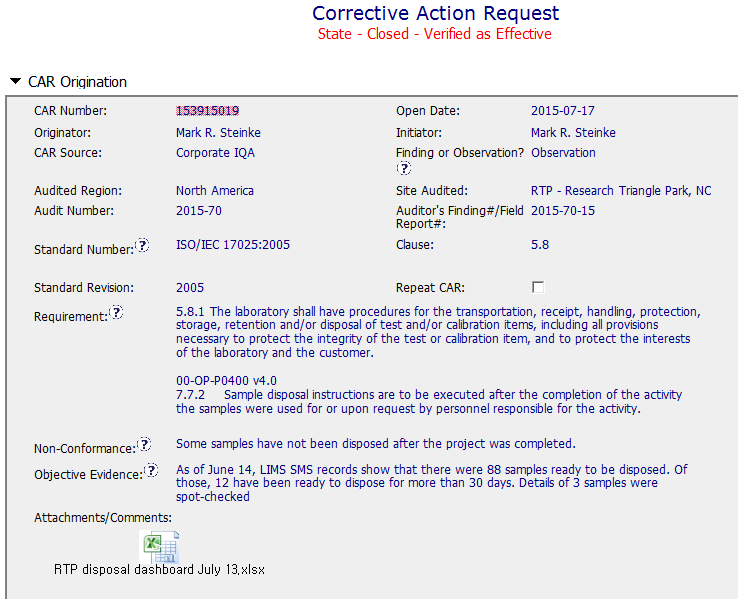 Corrective Action Request
State - Closed - Verified as Effective
CAR Origination
CAR Number: 153915019 Open Date: 2015-07-17
Originator: Mark R. Steinke Initiator: Mark R. Steinke
CAR Source: Corporate IQA Finding or Observation? Observation
?
Audited Region: North America Site Audited: RTP - Research Triangle Park, NC
Audit Number: 2015-70 Auditor's Finding#/Field 2015-70-15
Report#:
Standard Number: ? ISO/IEC 17025:2005 Clause: 5.8
Standard Revision: 2005 Repeat CAR:
Requirement: ? 5.8.1 The laboratory shall have procedures for the transportation, receipt, handling, protection,
storage, retention and/or disposal of test and/or calibration items, including all provisions
necessary to protect the integrity of the test or calibration item, and to protect the interests
of the laboratory and the customer.
00-OP-P0400 v4.0
7.7.2 Sample disposal instructions are to be executed after the completion of the activity
the samples were used for or upon request by personnel responsible for the activity.
Non-Conformance: ? Some samples have not been disposed after the project was completed.
Objective Evidence: ? As of June 14, LIMS SMS records show that there were 88 samples ready to be disposed. Of
those, 12 have been ready to dispose for more than 30 days. Details of 3 samples were
spot-checked
Attachments/Comments:
RTP disposal dashboard July 13.xlsx